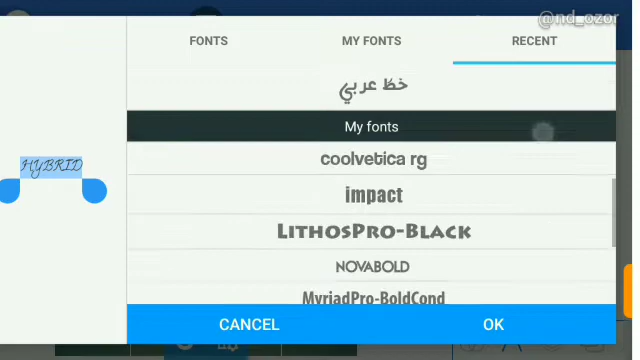 @nd_ozor
FONTS
MY FONTS
RECENT
خط عربي
My fonts
HYBRID
coolvetica rg
impact
LITHOSPRO-BLACK
NOVABOLD
MyriadPro-BoldCond
CANCEL
OK